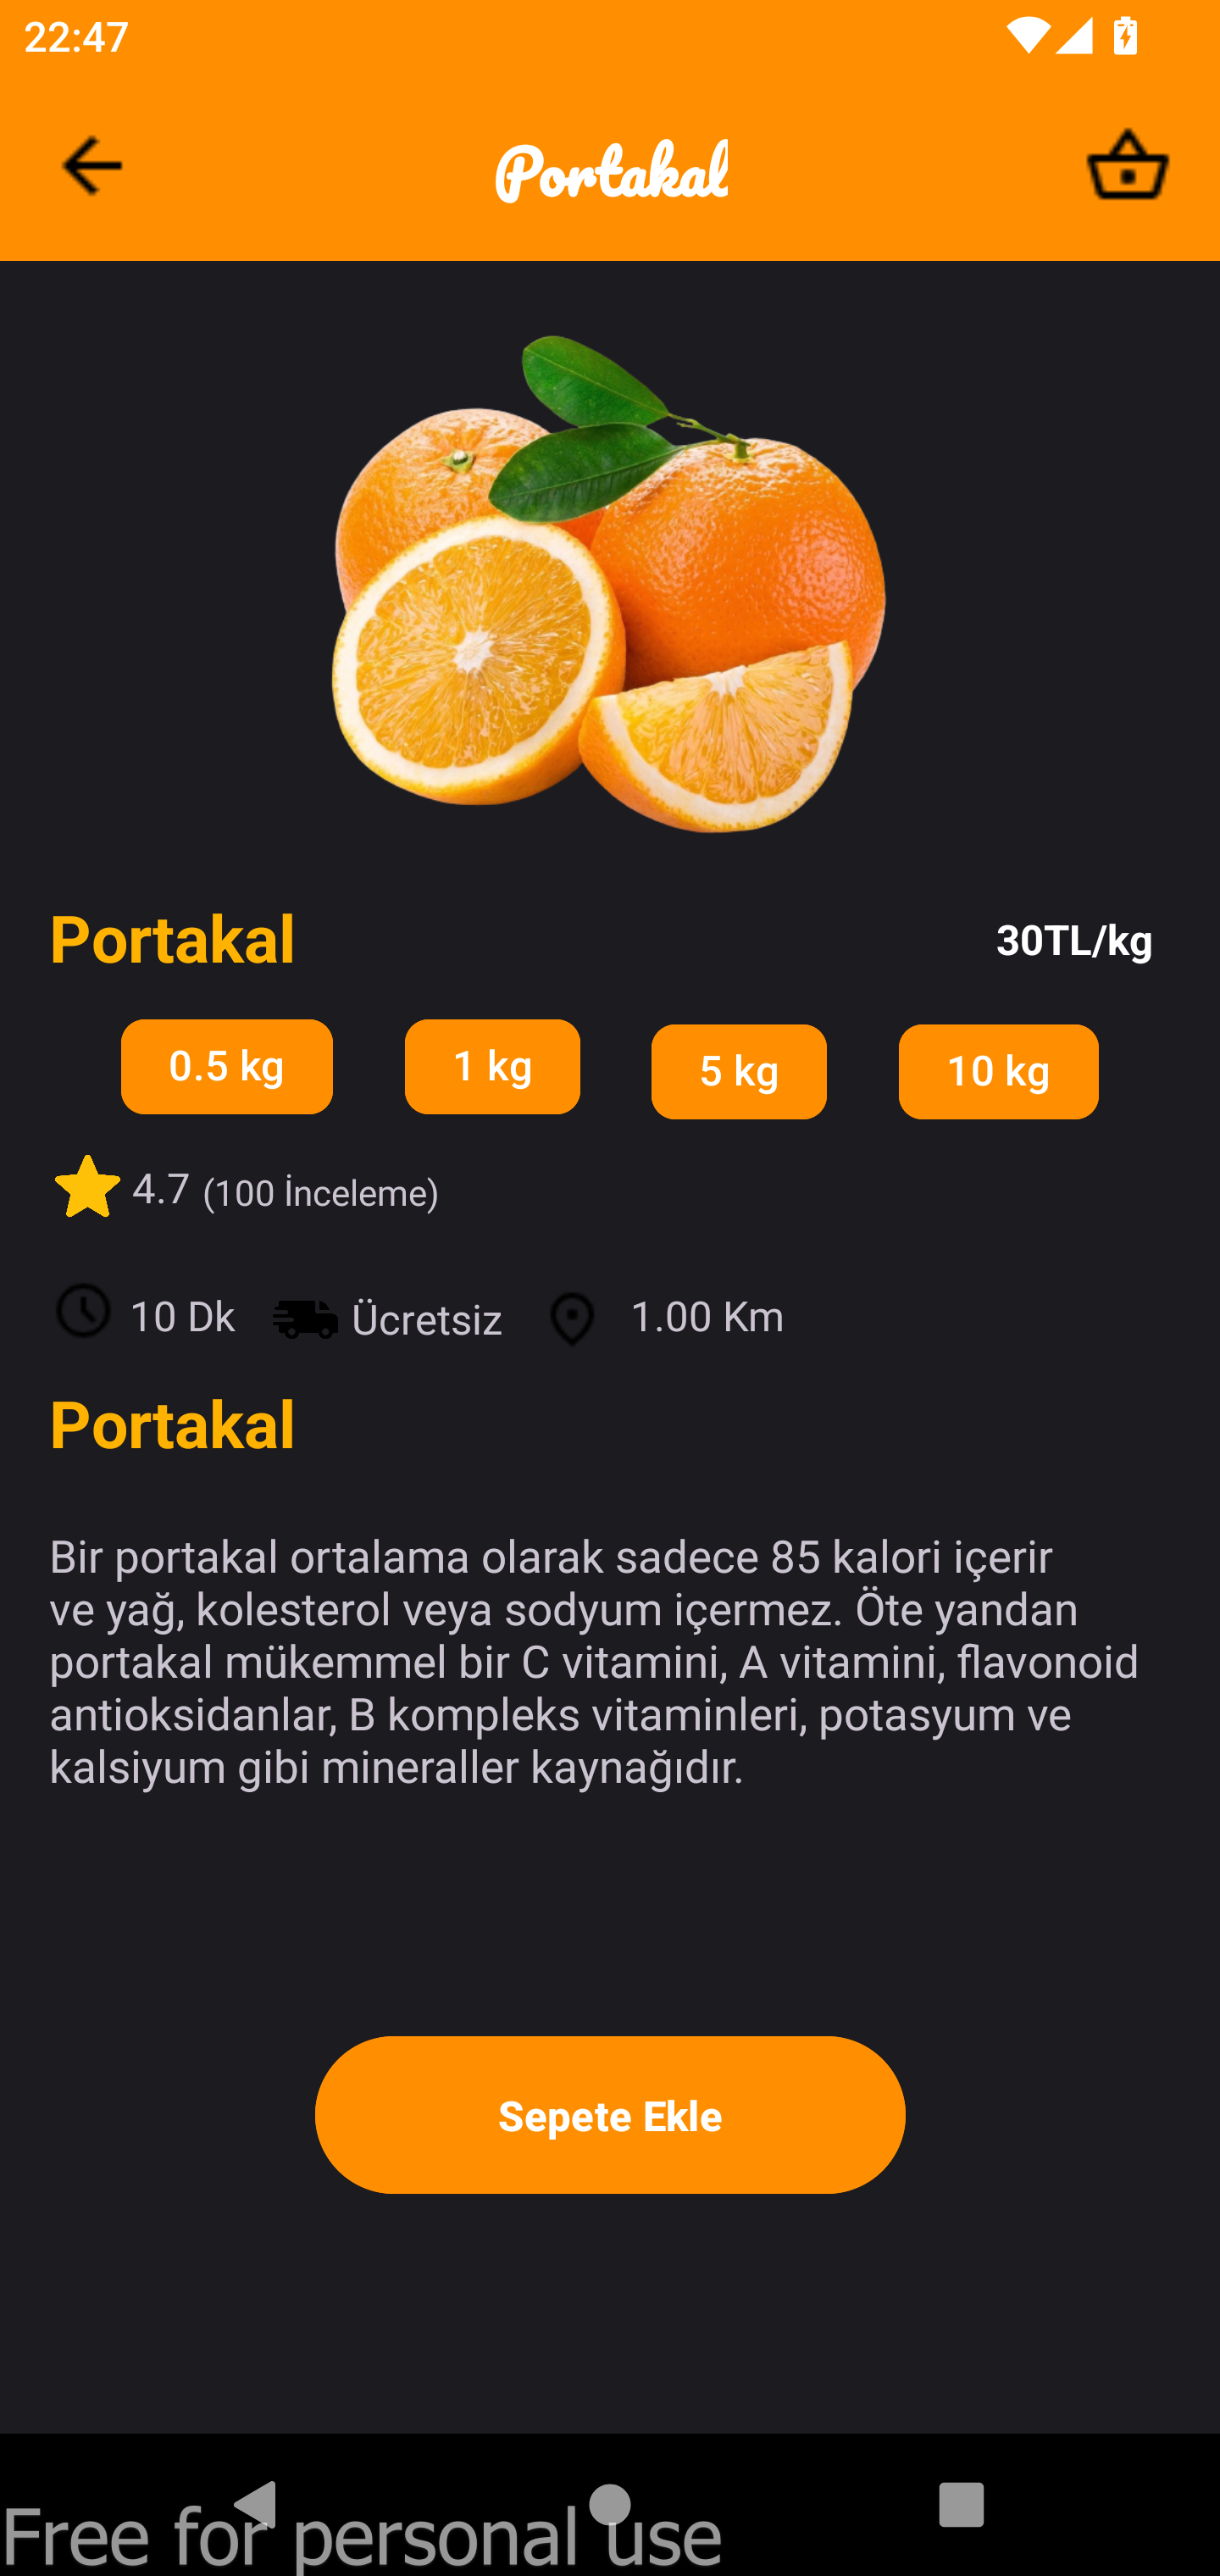 22:47
Portakal
Portakal
30TL/kg
0.5 kg
1 kg
5 kg
10 kg
4.7 (100 İnceleme)
10 Dk
Ücretsiz
1.00 Km
Portakal
Bir portakal ortalama olarak sadece 85 kalori içerir
ve yağ, kolesterol veya sodyum içermez. Öte yandan
portakal mükemmel bir C vitamini, A vitamini, flavonoid
antioksidanlar, B kompleks vitaminleri, potasyum ve
kalsiyum gibi mineraller kaynağıdır.
Sepete Ekle
Free for personal use